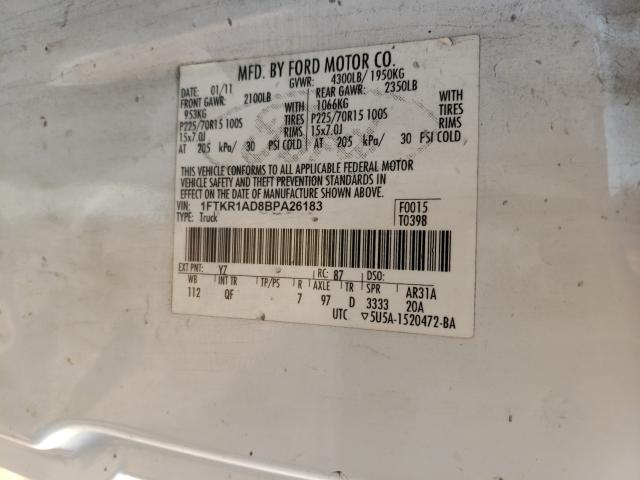 MFD. BY FORD MOTOR CO.
DATE: 01/11 GVWR: 4300LB/ 1950KG
FRONT GAWR: 2100LB REAR GAWR: 2350LB
953KG WITH 1066KG WITH
P225/70R15 100S TIRES P225/70R15 100S TIRES
15x7.0J RIMS 15x7.0J RIMS
AT 205 kPa/ 30 PSI COLD AT 205 kPa/ 30 PSI COLD
THIS VEHICLE CONFORMS TO ALL APPLICABLE FEDERAL MOTOR
VEHICLE SAFETY AND THEFT PREVENTION STANDARDS IN
EFFECT ON THE DATE OF MANUFACTURE SHOWN ABOVE.
VIN: 1FTKR1AD8BPA26183 F0015
TYPE: Truck T0398
EXT PNT: YZ RC: 87 DSO:
WB INT TR TP/PS R AXLE TR SPR AR31A
112 QF 7 97 D 3333 20A
UTC ▽5U5A-1520472-BA